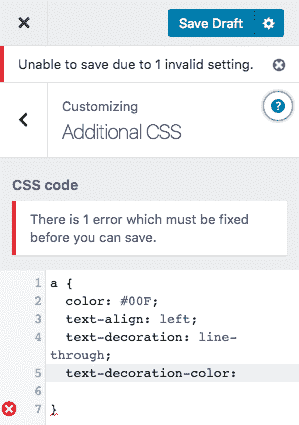 Save Draft
Unable to save due to 1 invalid setting.
Customizing
?
Additional CSS
CSS code
There is 1 error which must be fixed
before you can save.
1 a {
2 color: #00F;
3 text-align: left;
4 text-decoration: line-
through;
5 text-decoration-color:
6
7 }